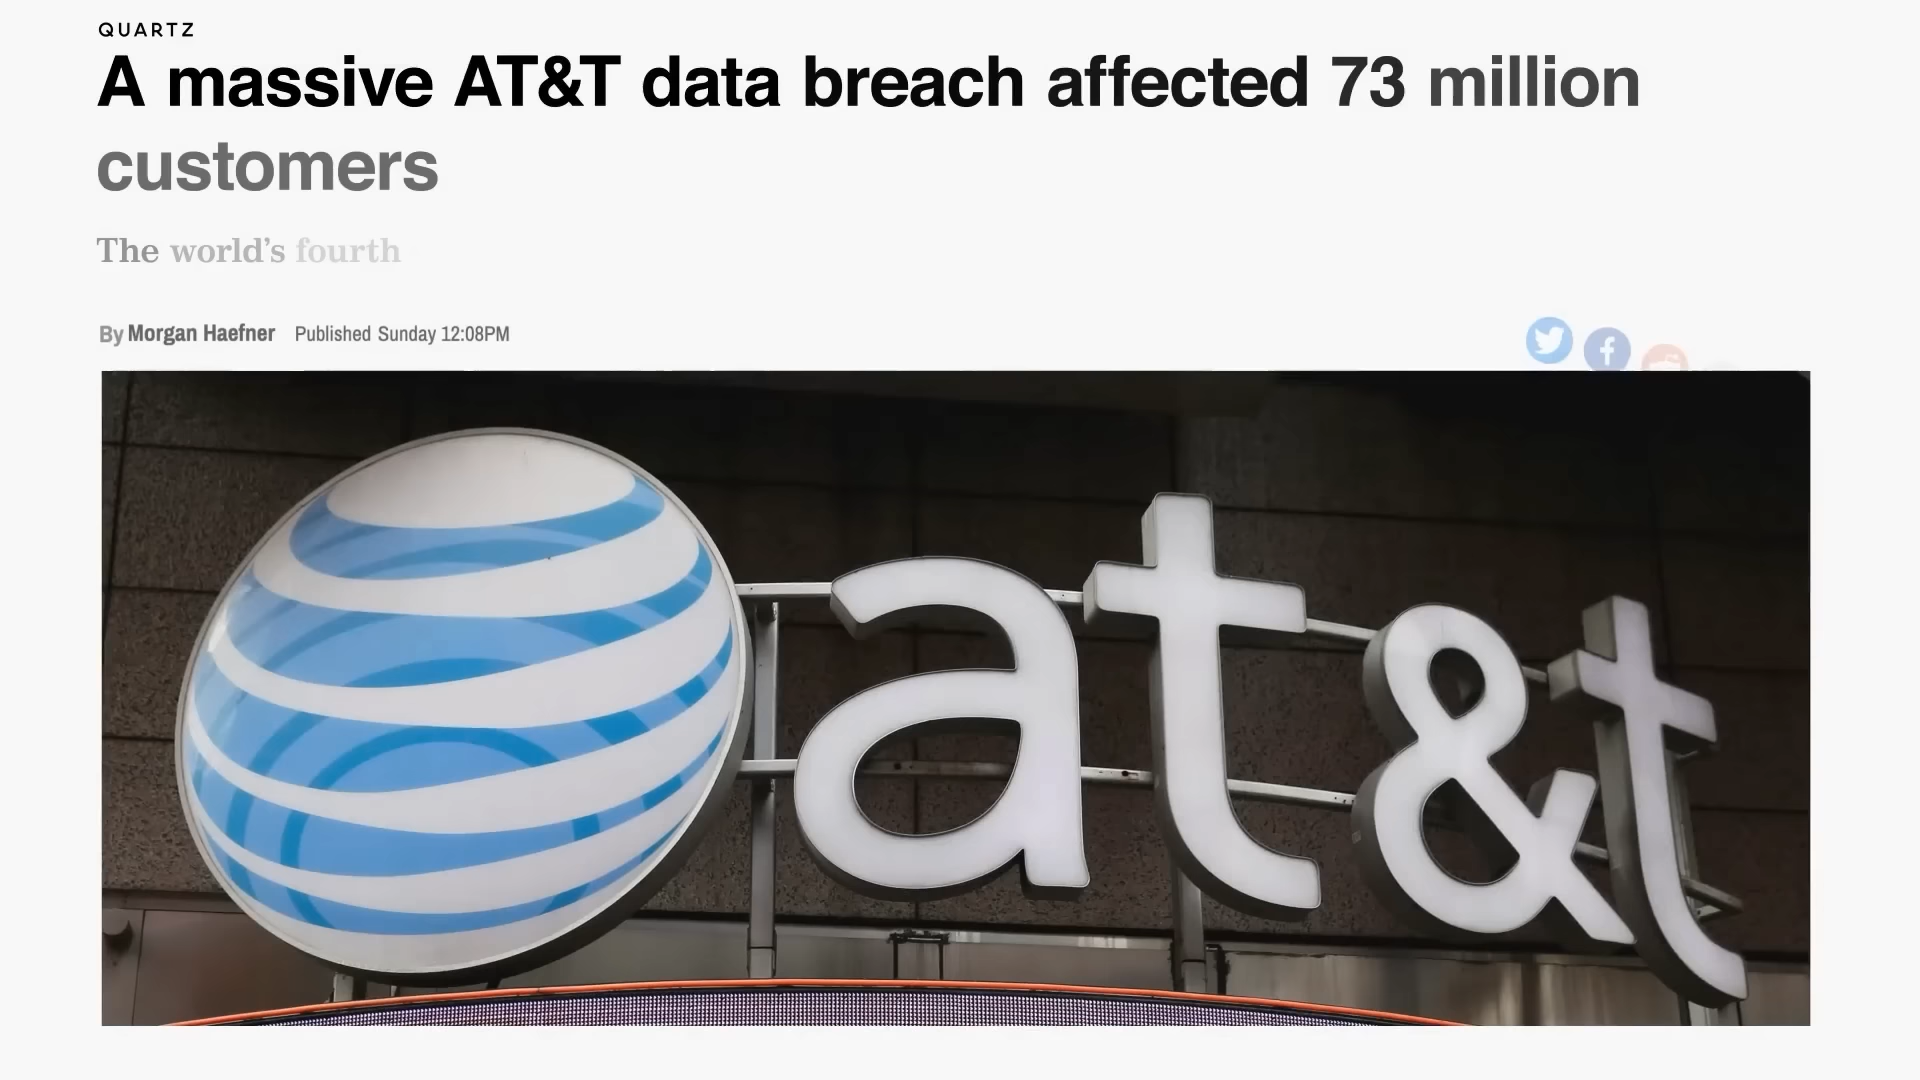 QUARTZ
A massive AT&T data breach affected 73 million
customers
The world’s fourth
By Morgan Haefner Published Sunday 12:08PM
at&t